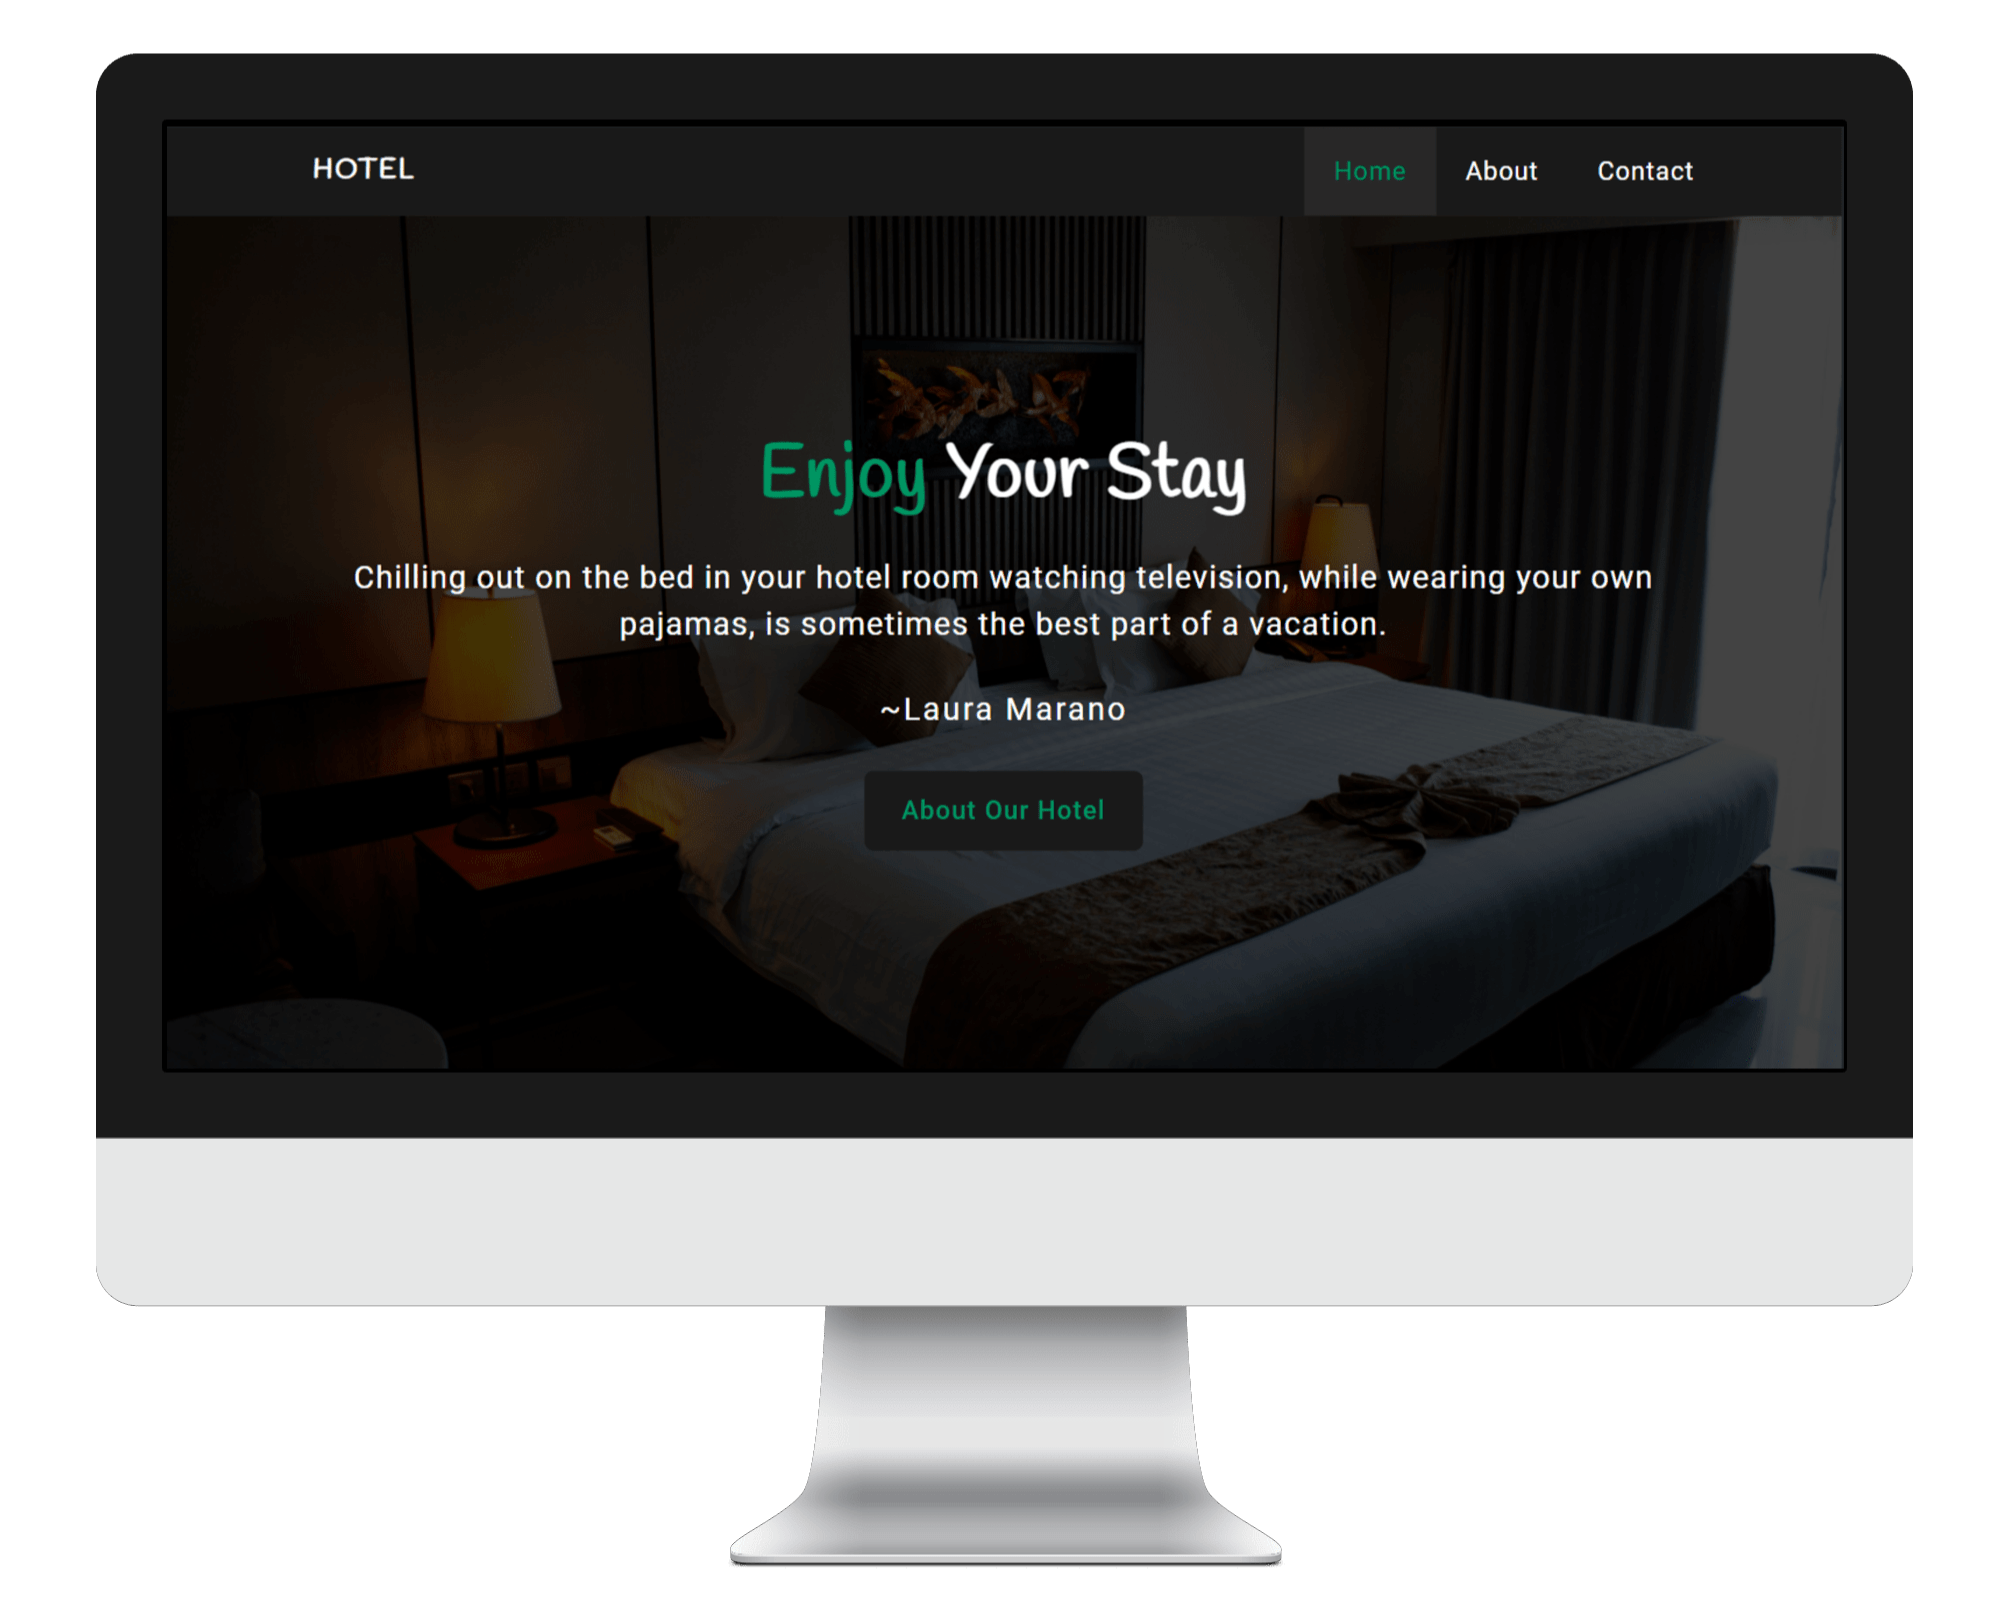 HOTEL
Home
About
Contact
Enjoy Your Stay
Chilling out on the bed in your hotel room watching television, while wearing your own
pajamas, is sometimes the best part of a vacation.
~Laura Marano
About Our Hotel